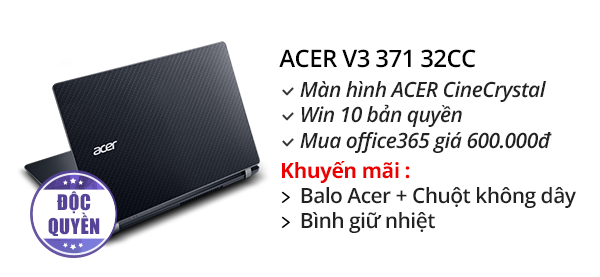 ACER V3 371 32CC
Màn hình ACER CineCrystal
Win 10 bản quyền
Mua office365 giá 600.000đ
Khuyến mãi :
Balo Acer + Chuột không dây
Bình giữ nhiệt
acer
ĐỘC
QUYỀN